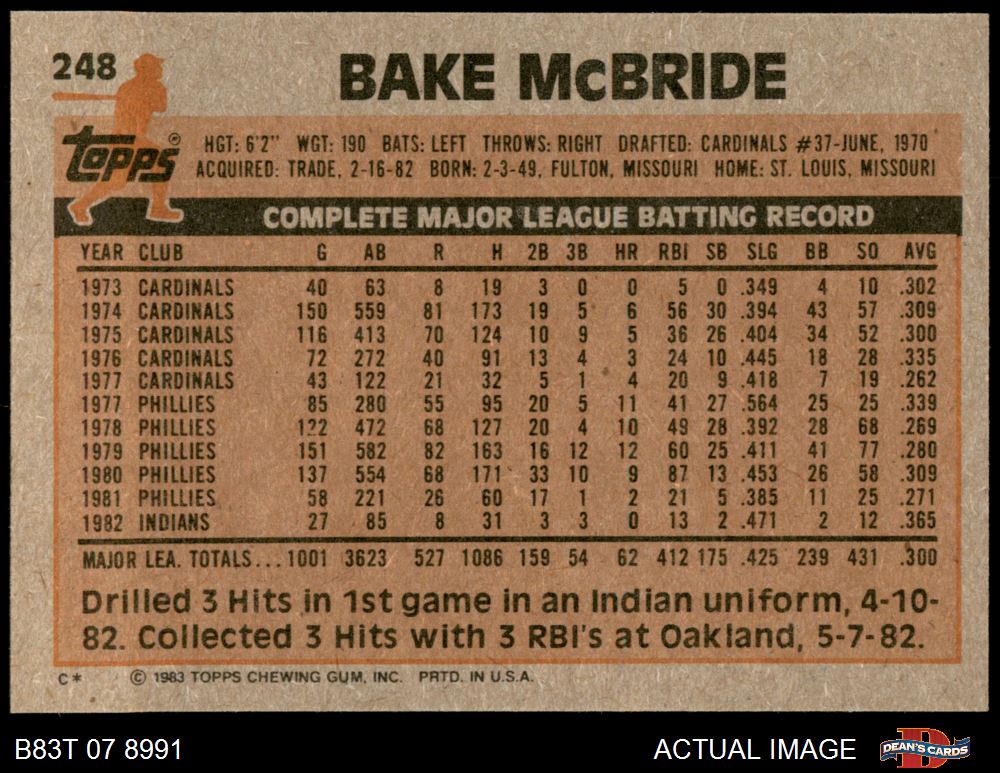 248
BAKE McBRIDE
Topps®
HGT: 6'2" WGT: 190 BATS: LEFT THROWS: RIGHT DRAFTED: CARDINALS #37-JUNE, 1970
ACQUIRED: TRADE, 2-16-82 BORN: 2-3-49, FULTON, MISSOURI HOME: ST. LOUIS, MISSOURI
COMPLETE MAJOR LEAGUE BATTING RECORD
YEAR CLUB G AB R H 2B 3B HR RBI SB SLG BB SO AVG
1973 CARDINALS 40 63 8 19 3 0 0 5 0 .349 4 10 .302
1974 CARDINALS 150 559 81 173 19 5 6 56 30 .394 43 57 .309
1975 CARDINALS 116 413 70 124 10 9 5 36 26 .404 34 52 .300
1976 CARDINALS 72 272 40 91 13 4 3 24 10 .445 18 28 .335
1977 CARDINALS 43 122 21 32 5 1 4 20 9 .418 7 19 .262
1977 PHILLIES 85 280 55 95 20 5 11 41 27 .564 25 25 .339
1978 PHILLIES 122 472 68 127 20 4 10 49 28 .392 28 68 .269
1979 PHILLIES 151 582 82 163 16 12 12 60 25 .411 41 77 .280
1980 PHILLIES 137 554 68 171 33 10 9 87 13 .453 26 58 .309
1981 PHILLIES 58 221 26 60 17 1 2 21 5 .385 11 25 .271
1982 INDIANS 27 85 8 31 3 3 0 13 2 .471 2 12 .365
MAJOR LEA. TOTALS... 1001 3623 527 1086 159 54 62 412 175 .425 239 431 .300
Drilled 3 Hits in 1st game in an Indian uniform, 4-10-
82. Collected 3 Hits with 3 RBI's at Oakland, 5-7-82.
C* © 1983 TOPPS CHEWING GUM, INC. PRTD. IN U.S.A.
B83T 07 8991
ACTUAL IMAGE
DEAN'S CARDS